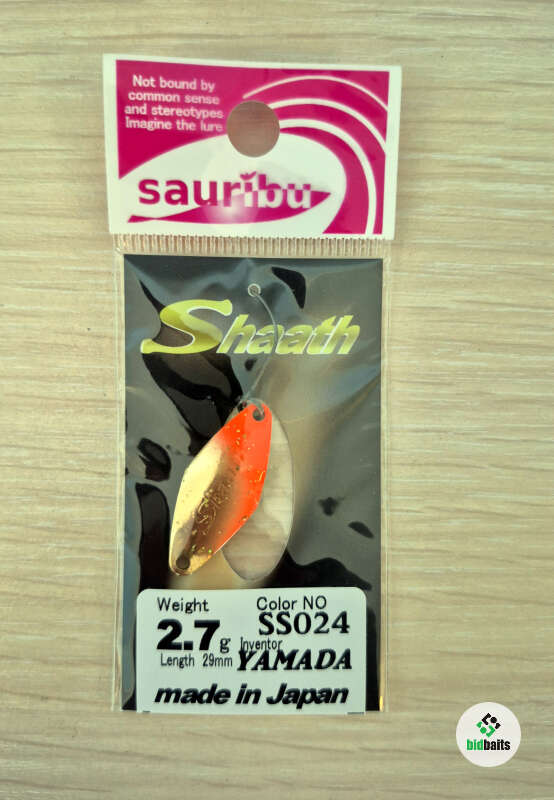 Not bound by
common sense
and stereotypes
Imagine the lure
sauribu
Shaath
Weight
Color NO
2.7g
SS024
Inventor
Length 29mm
YAMADA
made in Japan
bidbaits